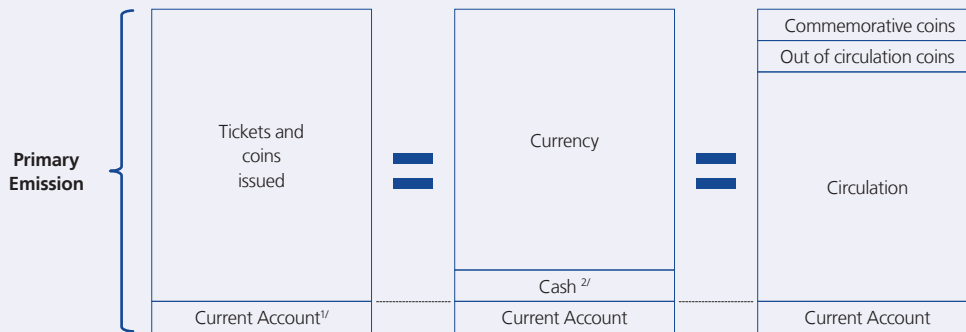 Primary
Emission
Tickets and
coins
issued
Current Account1/
Currency
Cash 2/
Current Account
Commemorative coins
Out of circulation coins
Circulation
Current Account